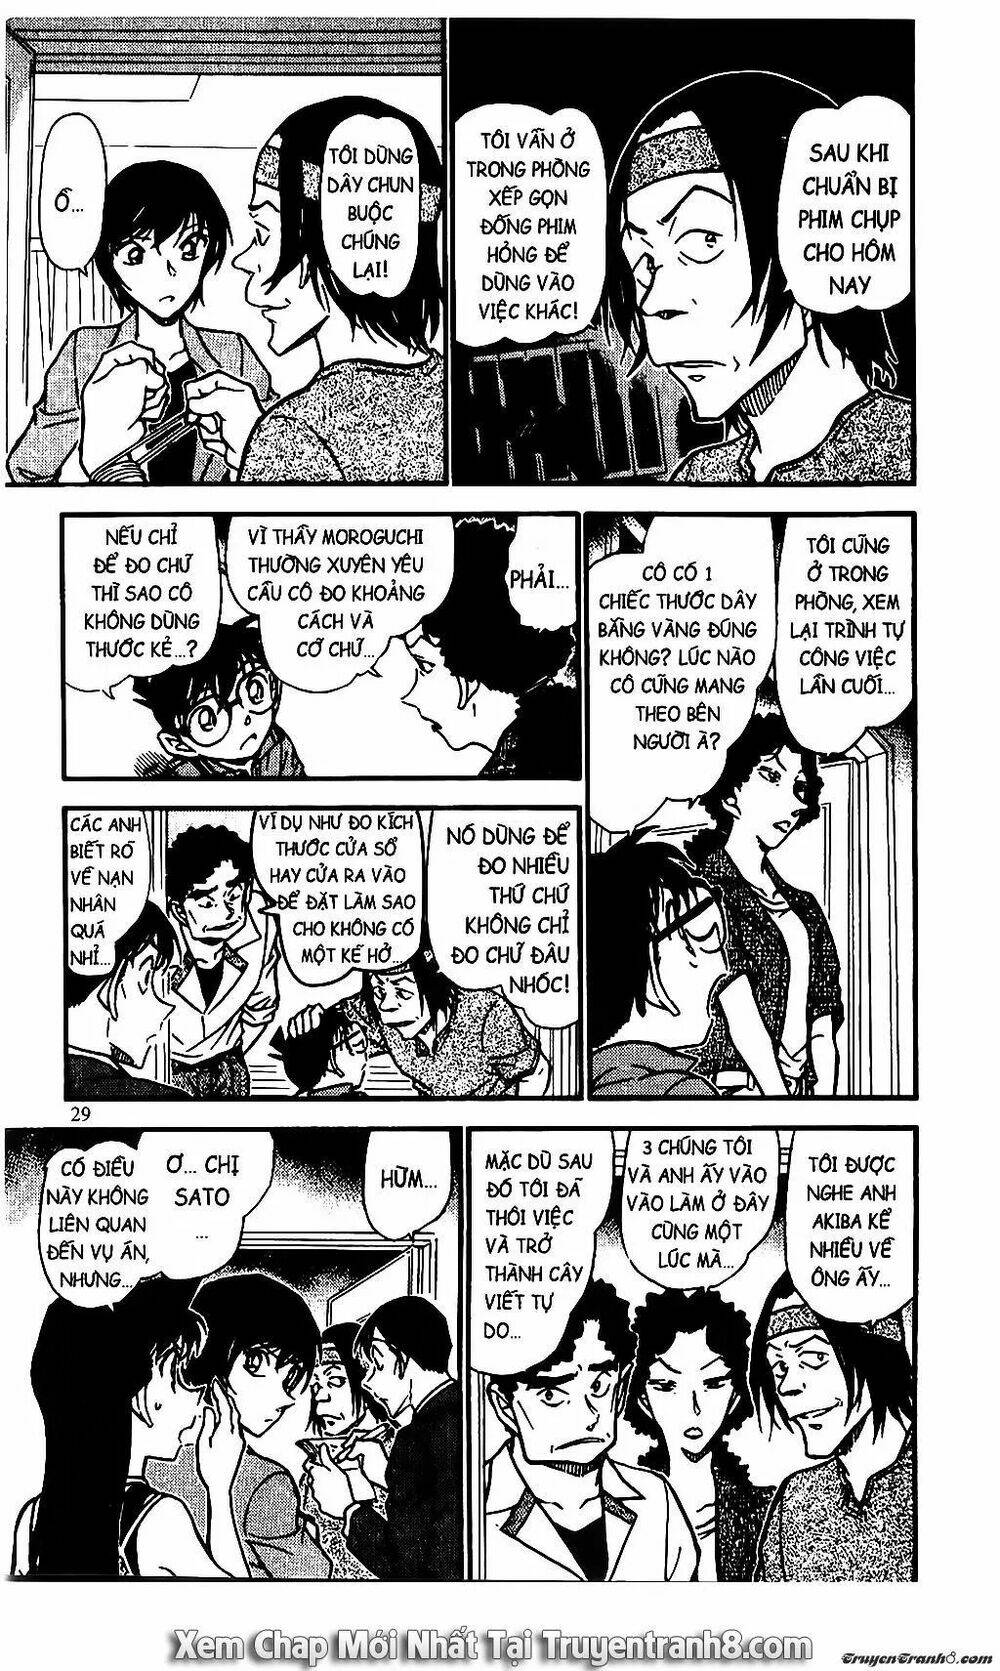 SAU KHI
CHUẨN BỊ
PHIM CHỤP
CHO HÔM
NAY
TÔI VẪN Ở
TRONG PHÒNG
XẾP GỌN
ĐỐNG PHIM
HỎNG ĐỂ
DÙNG VÀO
VIỆC KHÁC!
TÔI DÙNG
DÂY CHUN
BUỘC
CHÚNG
LẠI!
Ồ...
TÔI CŨNG
Ở TRONG
PHÒNG, XEM
LẠI TRÌNH TỰ
CÔNG VIỆC
LẦN CUỐI...
CÔ CÓ 1
CHIẾC THƯỚC DÂY
BẰNG VÀNG ĐÚNG
KHÔNG? LÚC NÀO
CÔ CŨNG MANG
THEO BÊN
NGƯỜI À?
PHẢI...
VÌ THẦY MOROGUCHI
THƯỜNG XUYÊN YÊU
CẦU CÔ ĐO KHOẢNG
CÁCH VÀ
CỠ CHỮ...
NẾU CHỈ
ĐỂ ĐO CHỮ
THÌ SAO CÔ
KHÔNG DÙNG
THƯỚC KẺ...?
NÓ DÙNG ĐỂ
ĐO NHIỀU
THỨ CHỨ
KHÔNG CHỈ
ĐO CHỮ ĐÂU
NHÓC!
VÍ DỤ NHƯ ĐO KÍCH
THƯỚC CỬA SỔ
HAY CỬA RA VÀO
ĐỂ ĐẶT LÀM SAO
CHO KHÔNG CÓ
MỘT KẼ HỞ...
CÁC ANH
BIẾT RÕ
VỀ NẠN
NHÂN
QUÁ
NHỈ...
29
TÔI ĐƯỢC
NGHE ANH
AKIBA KỂ
NHIỀU VỀ
ÔNG ẤY...
3 CHÚNG TÔI
VÀ ANH ẤY VÀO
VÀO LÀM Ở ĐÂY
CÙNG MỘT
LÚC MÀ...
MẶC DÙ SAU
ĐÓ TÔI ĐÃ
THÔI VIỆC
VÀ TRỞ
THÀNH CÂY
VIẾT TỰ
DO...
HỪM...
Ơ... CHỊ
SATO
...
CÓ ĐIỀU
NÀY KHÔNG
LIÊN QUAN
ĐẾN VỤ ÁN,
NHƯNG...
Xem Chap Mới Nhất Tại Truyentranh8.com
TruyenTranh8.com